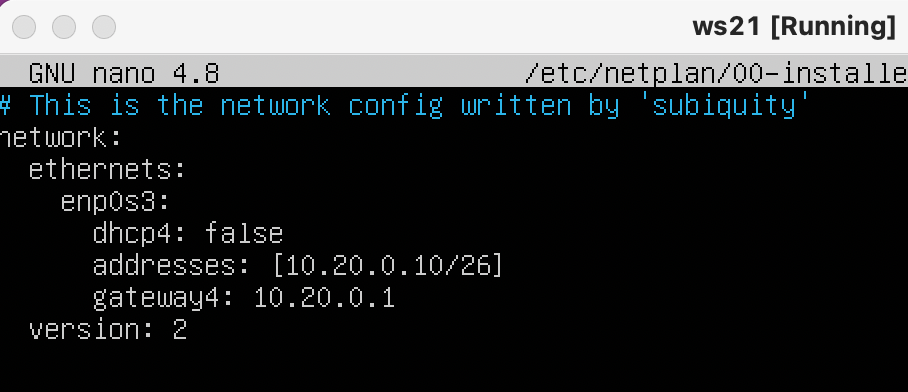 ws21 [Running]
GNU nano 4.8 /etc/netplan/00-installe
# This is the network config written by 'subiquity'
network:
  ethernets:
    enp0s3:
      dhcp4: false
      addresses: [10.20.0.10/26]
      gateway4: 10.20.0.1
  version: 2